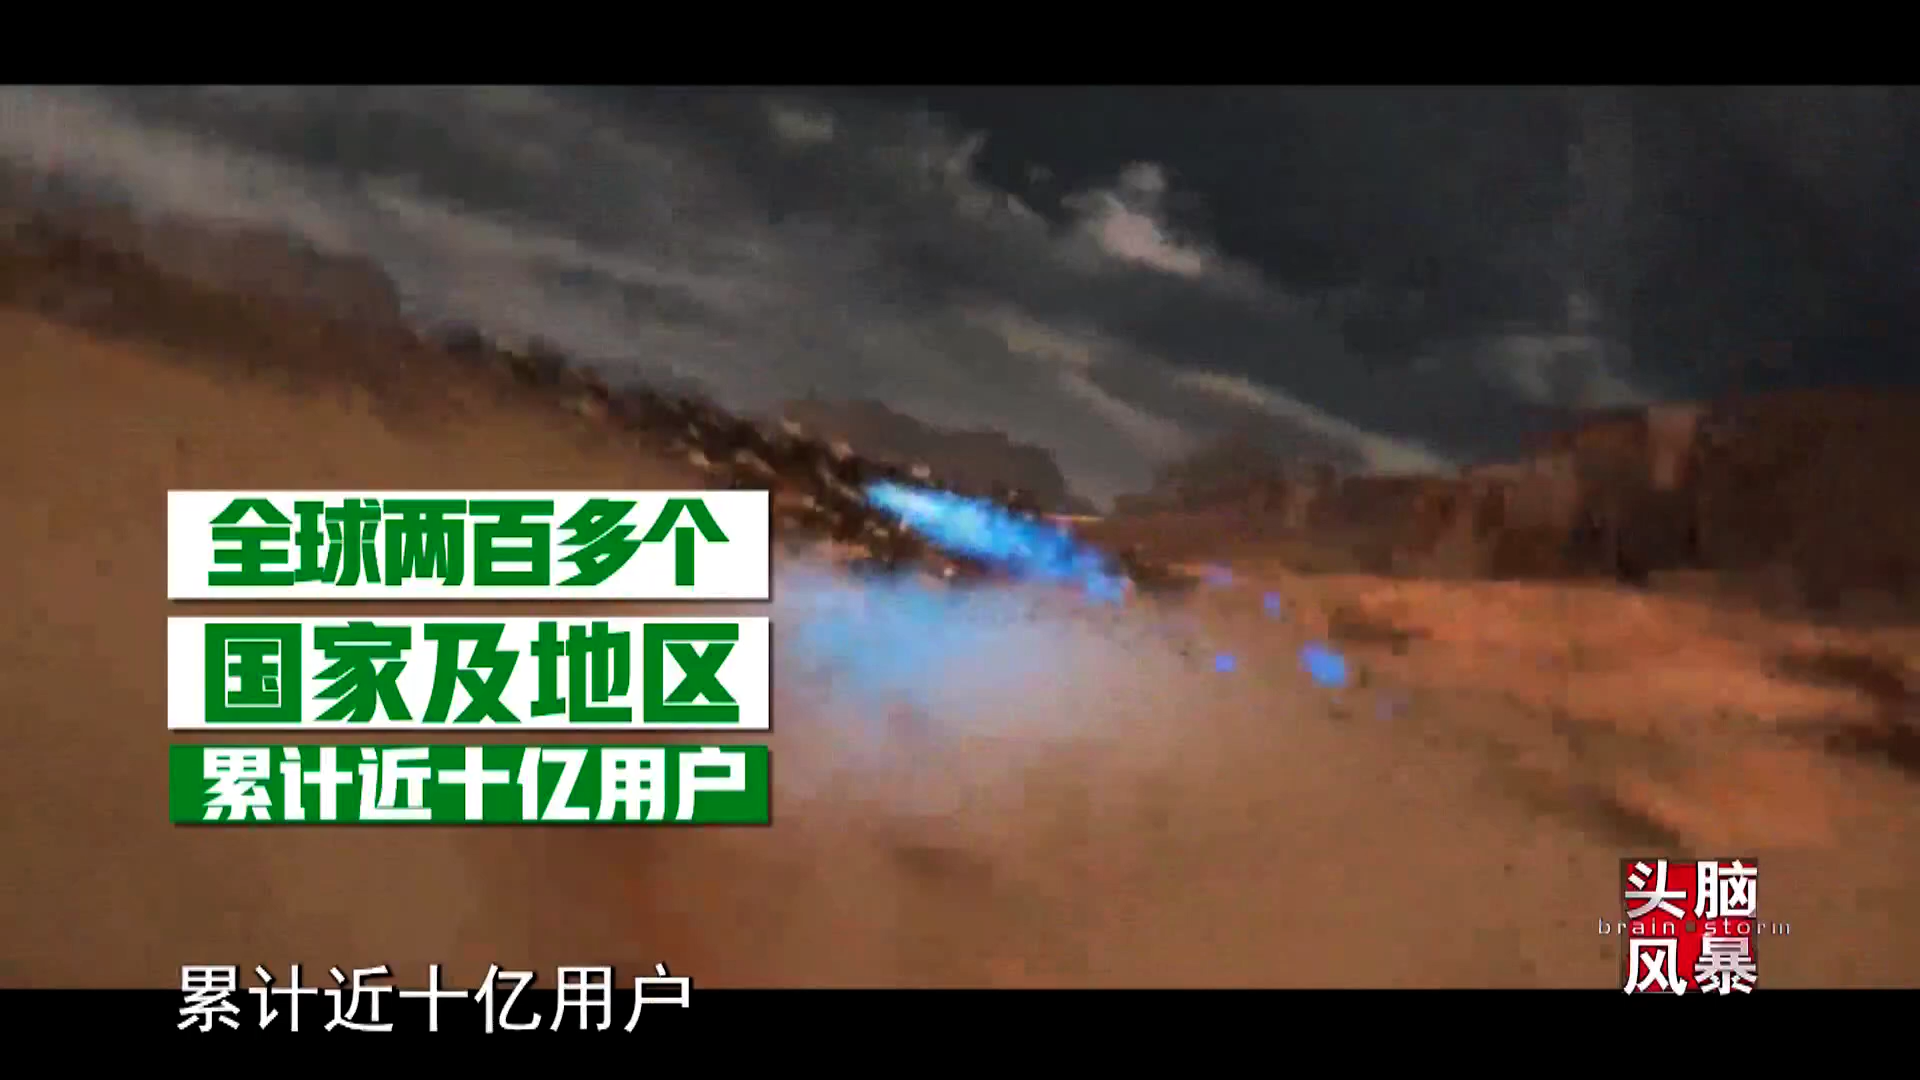 全球两百多个
国家及地区
累计近十亿用户
头脑
brain storm
风暴
累计近十亿用户